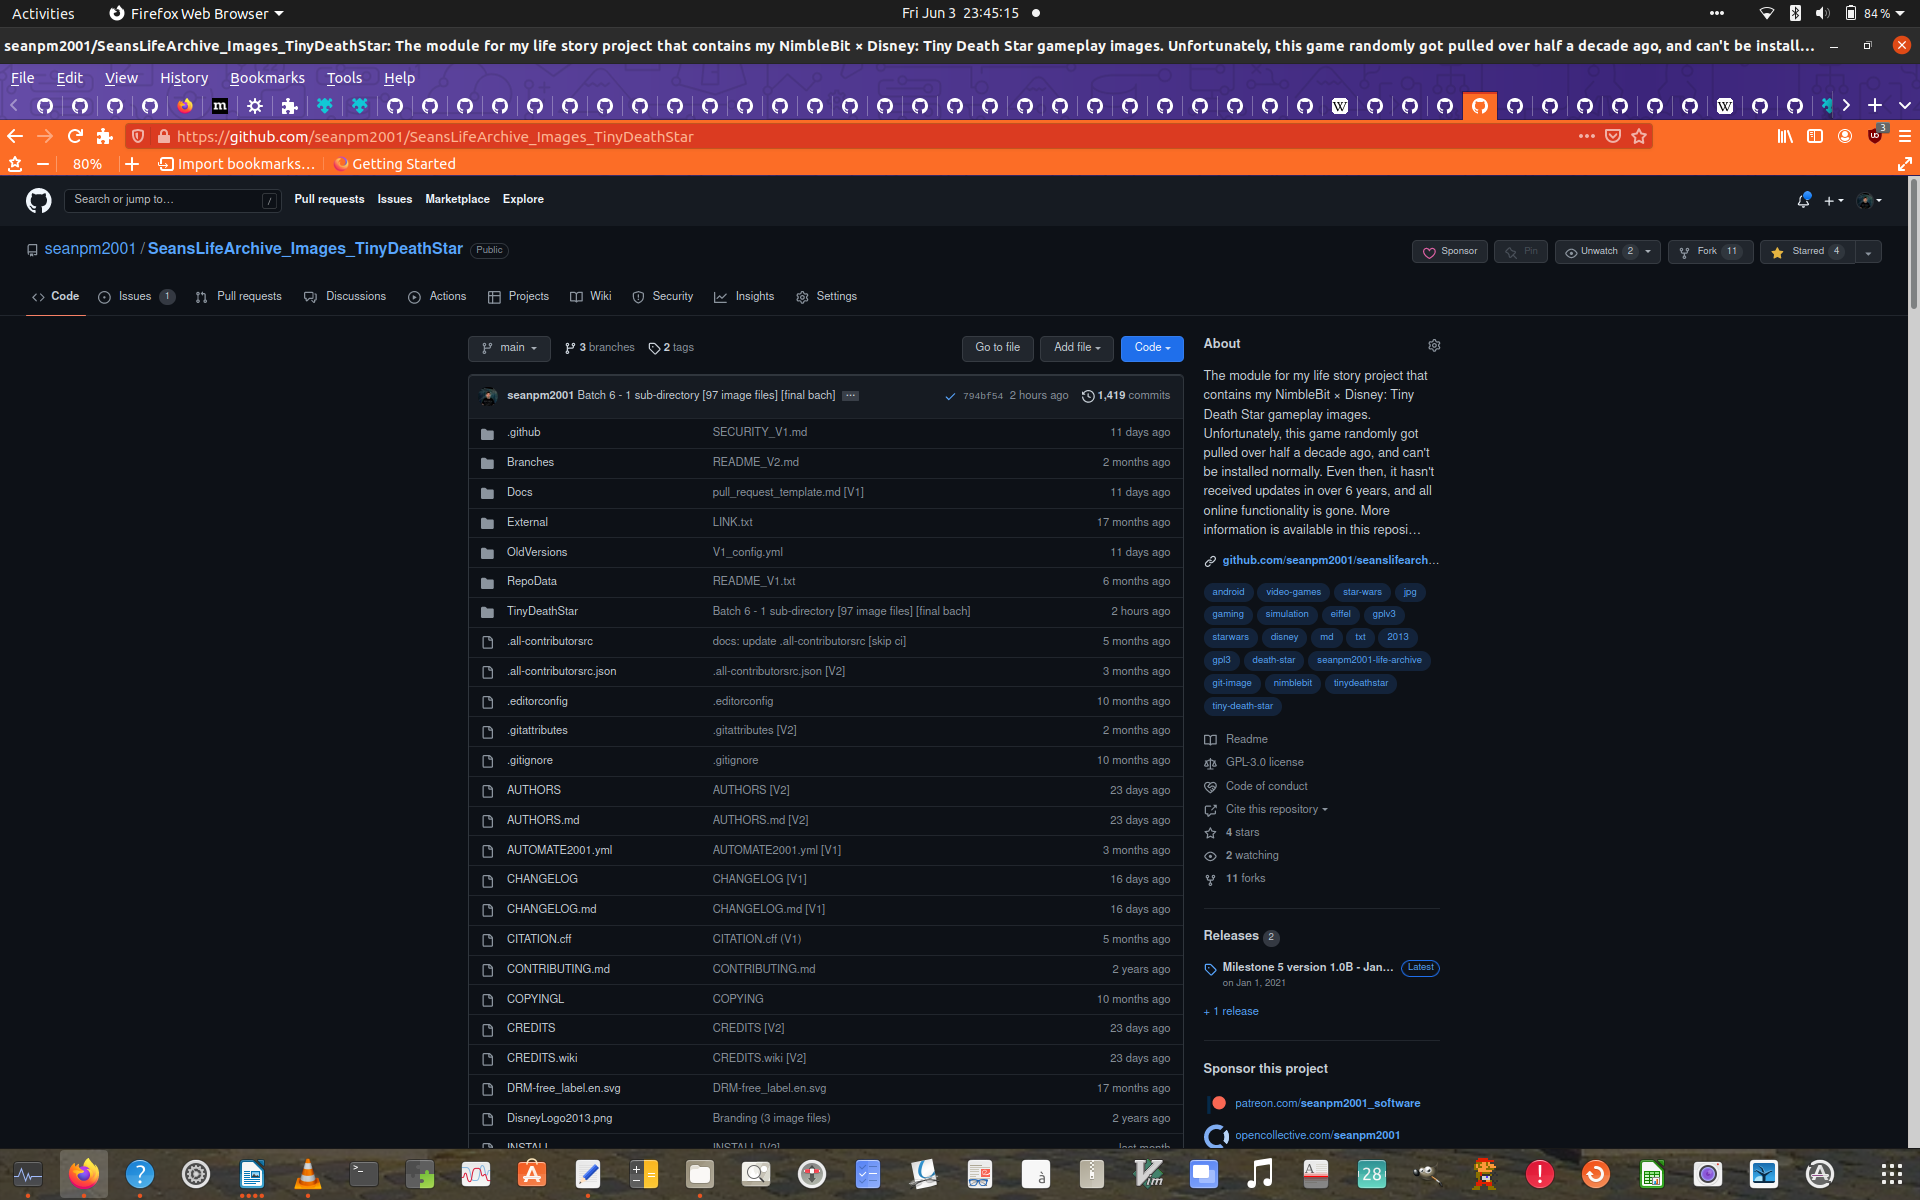 Activities
Firefox Web Browser
Fri Jun 3 23:45:15
84 %
seanpm2001/SeansLifeArchive_Images_TinyDeathStar: The module for my life story project that contains my NimbleBit × Disney: Tiny Death Star gameplay images. Unfortunately, this game randomly got pulled over half a decade ago, and can't be install…
File Edit View History Bookmarks Tools Help
https://github.com/seanpm2001/SeansLifeArchive_Images_TinyDeathStar
3
80%
Import bookmarks…
Getting Started
Search or jump to…
/
Pull requests Issues Marketplace Explore
seanpm2001 / SeansLifeArchive_Images_TinyDeathStar Public
Sponsor
Pin
Unwatch 2
Fork 11
Starred 4
Code
Issues 1
Pull requests
Discussions
Actions
Projects
Wiki
Security
Insights
Settings
main
3 branches
2 tags
Go to file
Add file
Code
seanpm2001 Batch 6 - 1 sub-directory [97 image files] [final bach] … 794bf54 2 hours ago 1,419 commits
.github SECURITY_V1.md 11 days ago
Branches README_V2.md 2 months ago
Docs pull_request_template.md [V1] 11 days ago
External LINK.txt 17 months ago
OldVersions V1_config.yml 11 days ago
RepoData README_V1.txt 6 months ago
TinyDeathStar Batch 6 - 1 sub-directory [97 image files] [final bach] 2 hours ago
.all-contributorsrc docs: update .all-contributorsrc [skip ci] 5 months ago
.all-contributorsrc.json .all-contributorsrc.json [V2] 3 months ago
.editorconfig .editorconfig 10 months ago
.gitattributes .gitattributes [V2] 2 months ago
.gitignore .gitignore 10 months ago
AUTHORS AUTHORS [V2] 23 days ago
AUTHORS.md AUTHORS.md [V2] 23 days ago
AUTOMATE2001.yml AUTOMATE2001.yml [V1] 3 months ago
CHANGELOG CHANGELOG [V1] 16 days ago
CHANGELOG.md CHANGELOG.md [V1] 16 days ago
CITATION.cff CITATION.cff (V1) 5 months ago
CONTRIBUTING.md CONTRIBUTING.md 2 years ago
COPYINGL COPYING 10 months ago
CREDITS CREDITS [V2] 23 days ago
CREDITS.wiki CREDITS.wiki [V2] 23 days ago
DRM-free_label.en.svg DRM-free_label.en.svg 17 months ago
DisneyLogo2013.png Branding (3 image files) 2 years ago
INSTALL INSTALL [V2] last month
About
The module for my life story project that
contains my NimbleBit × Disney: Tiny
Death Star gameplay images.
Unfortunately, this game randomly got
pulled over half a decade ago, and can't
be installed normally. Even then, it hasn't
received updates in over 6 years, and all
online functionality is gone. More
information is available in this reposi…
github.com/seanpm2001/seanslifearch…
android video-games star-wars jpg
gaming simulation eiffel gplv3
starwars disney md txt 2013
gpl3 death-star seanpm2001-life-archive
git-image nimblebit tinydeathstar
tiny-death-star
Readme
GPL-3.0 license
Code of conduct
Cite this repository
4 stars
2 watching
11 forks
Releases 2
Milestone 5 version 1.0B - Jan… Latest
on Jan 1, 2021
+ 1 release
Sponsor this project
patreon.com/seanpm2001_software
opencollective.com/seanpm2001
28